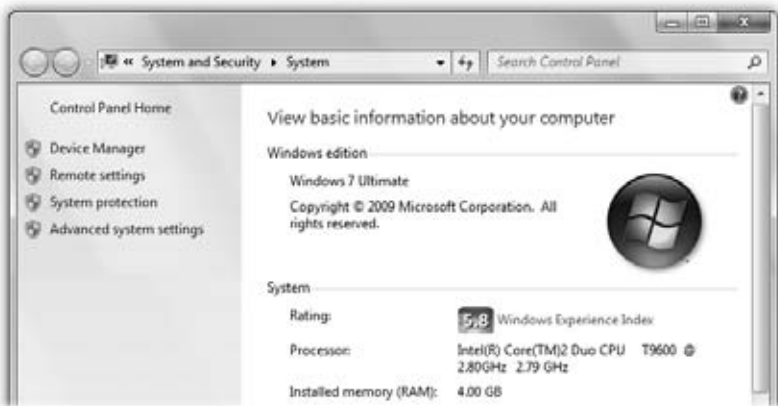 « System and Security ▸ System
Search Control Panel
Control Panel Home
Device Manager
Remote settings
System protection
Advanced system settings
View basic information about your computer
Windows edition
Windows 7 Ultimate
Copyright © 2009 Microsoft Corporation.  All
rights reserved.
System
Rating:
5,8 Windows Experience Index
Processor:
Intel(R) Core(TM)2 Duo CPU     T9600  @
2.80GHz  2.79 GHz
Installed memory (RAM):
4.00 GB